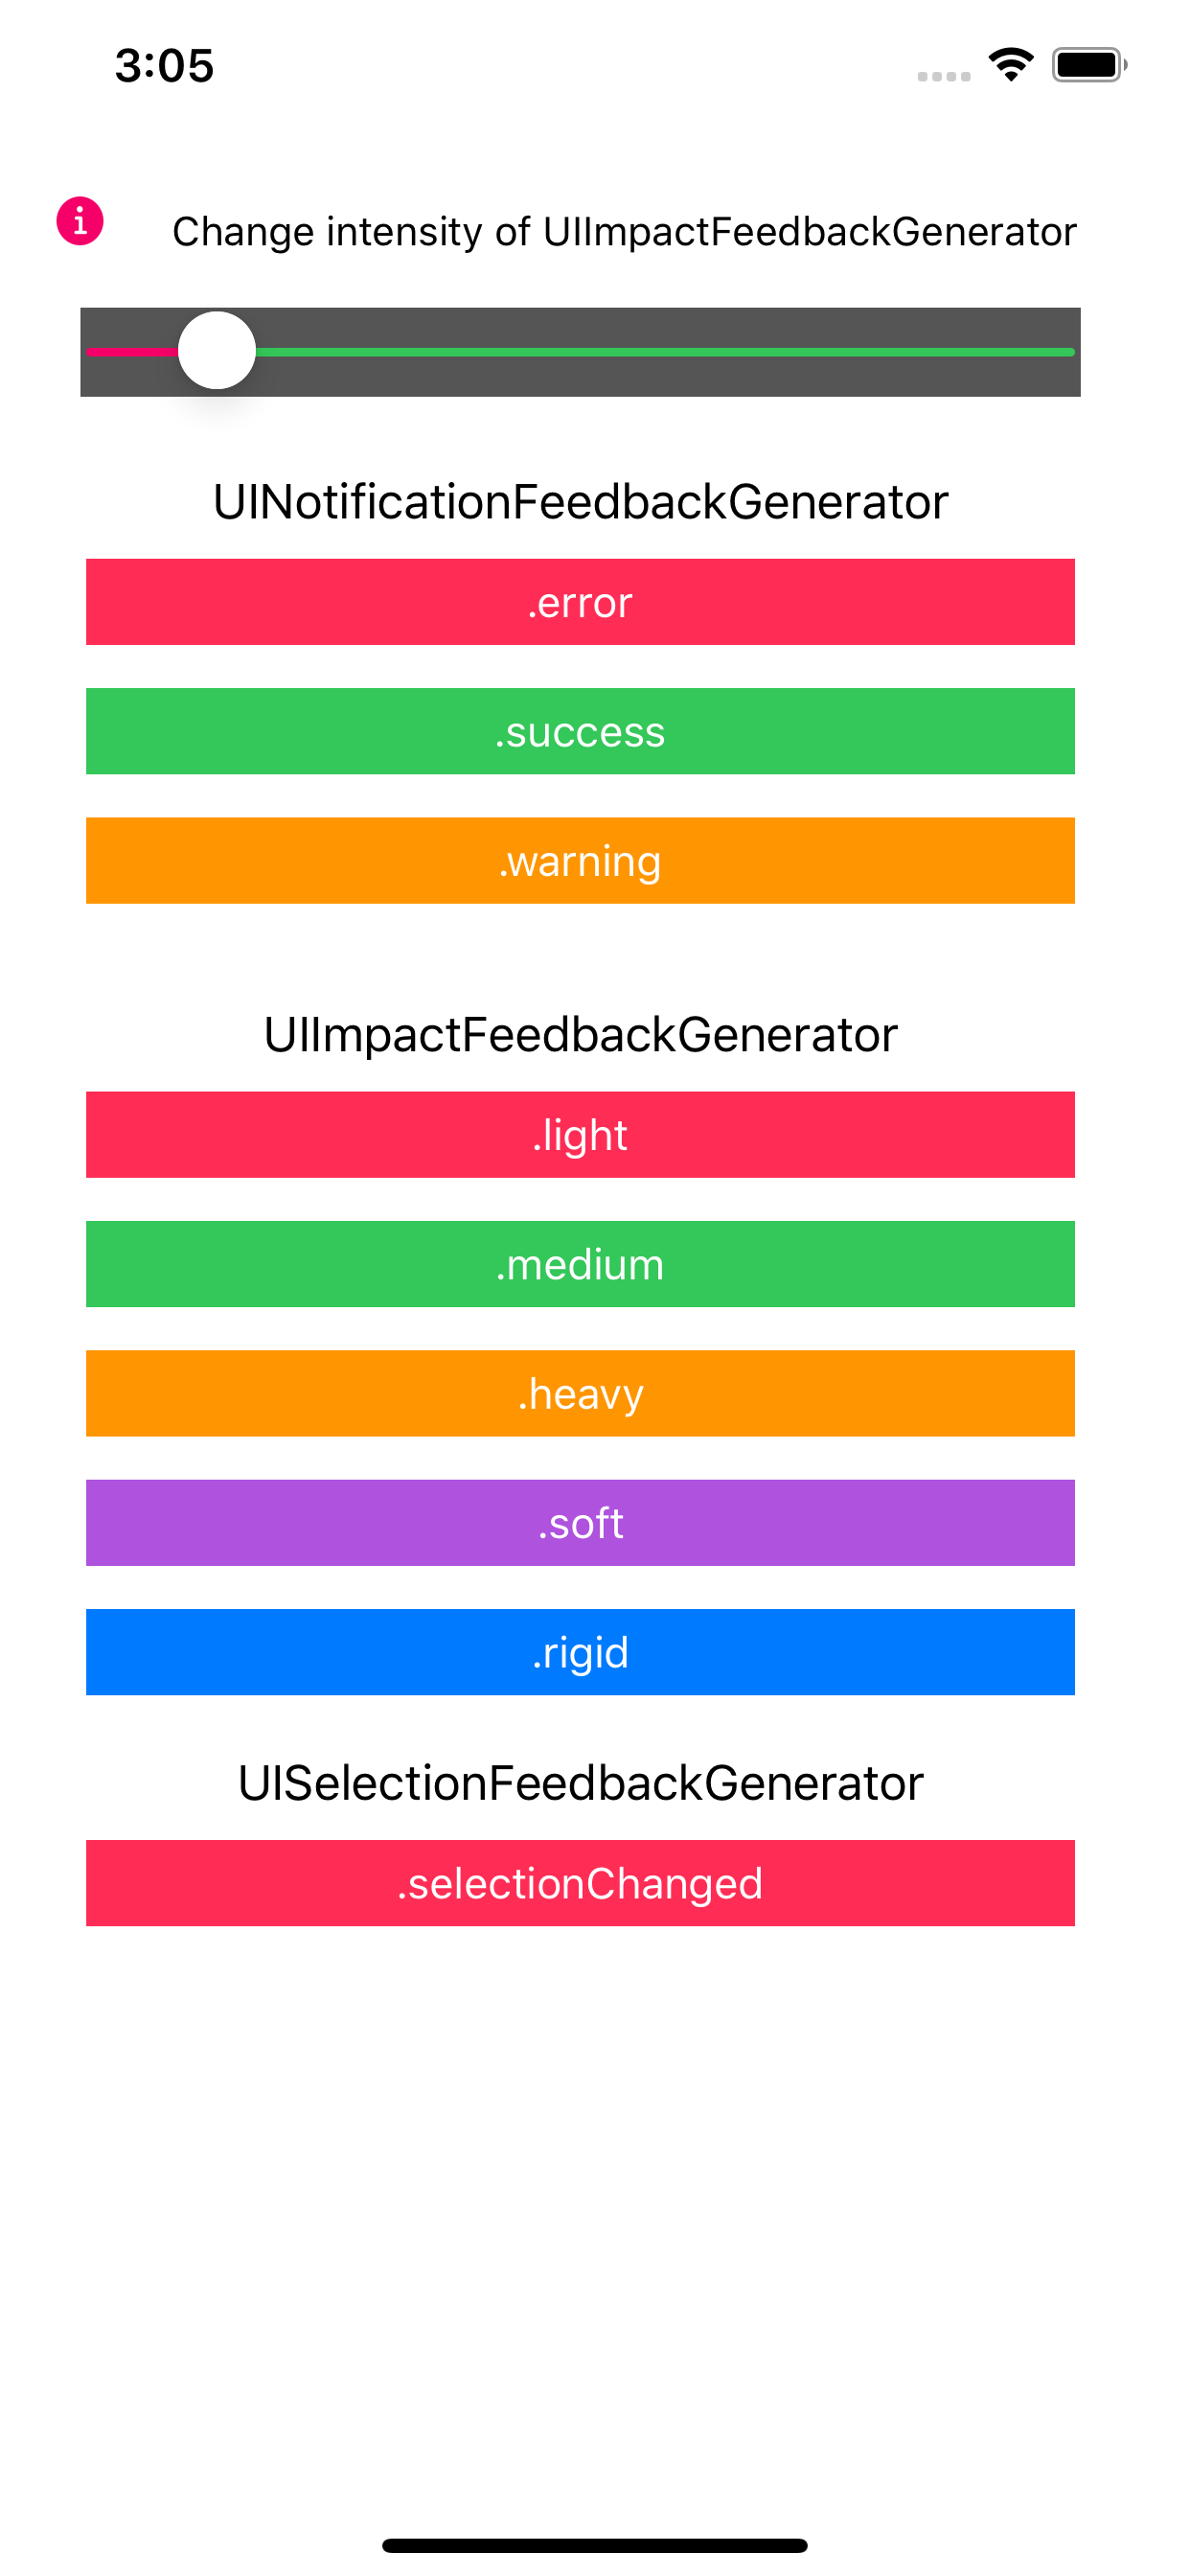 3:05
Change intensity of UIImpactFeedbackGenerator
UINotificationFeedbackGenerator
.error
.success
.warning
UIImpactFeedbackGenerator
.light
.medium
.heavy
.soft
.rigid
UISelectionFeedbackGenerator
.selectionChanged